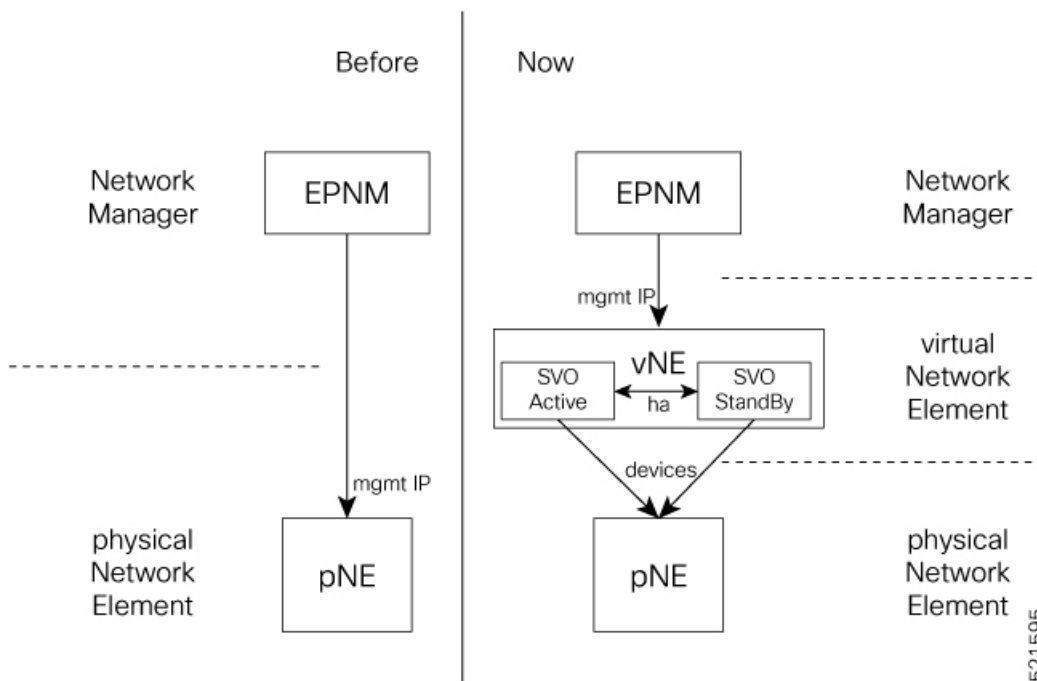 Before
Now
Network
Manager
EPNM
EPNM
Network
Manager
mgmt IP
vNE
SVO
Active
ha
SVO
StandBy
virtual
Network
Element
devices
mgmt IP
physical
Network
Element
pNE
pNE
physical
Network
Element
521595